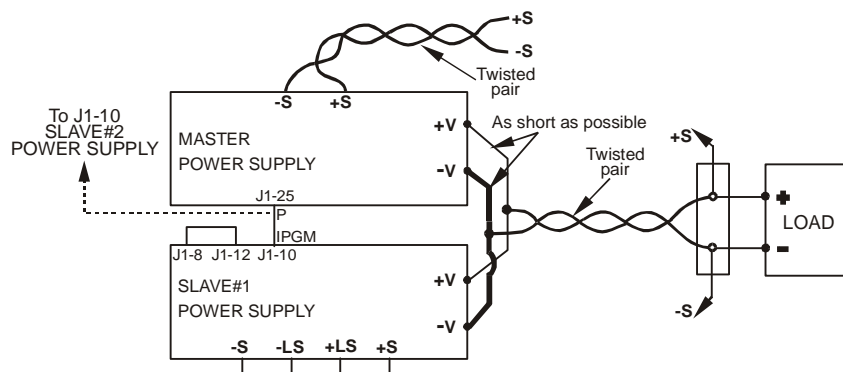 +S
-S
Twisted
pair
-S +S
To J1-10
SLAVE#2
POWER SUPPLY
MASTER
POWER SUPPLY
+V
-V
As short as possible
Twisted
pair
+S
J1-25
P
IPGM
J1-8 J1-12 J1-10
SLAVE#1
POWER SUPPLY
+V
-V
+
LOAD
-
-S
-S -LS +LS +S